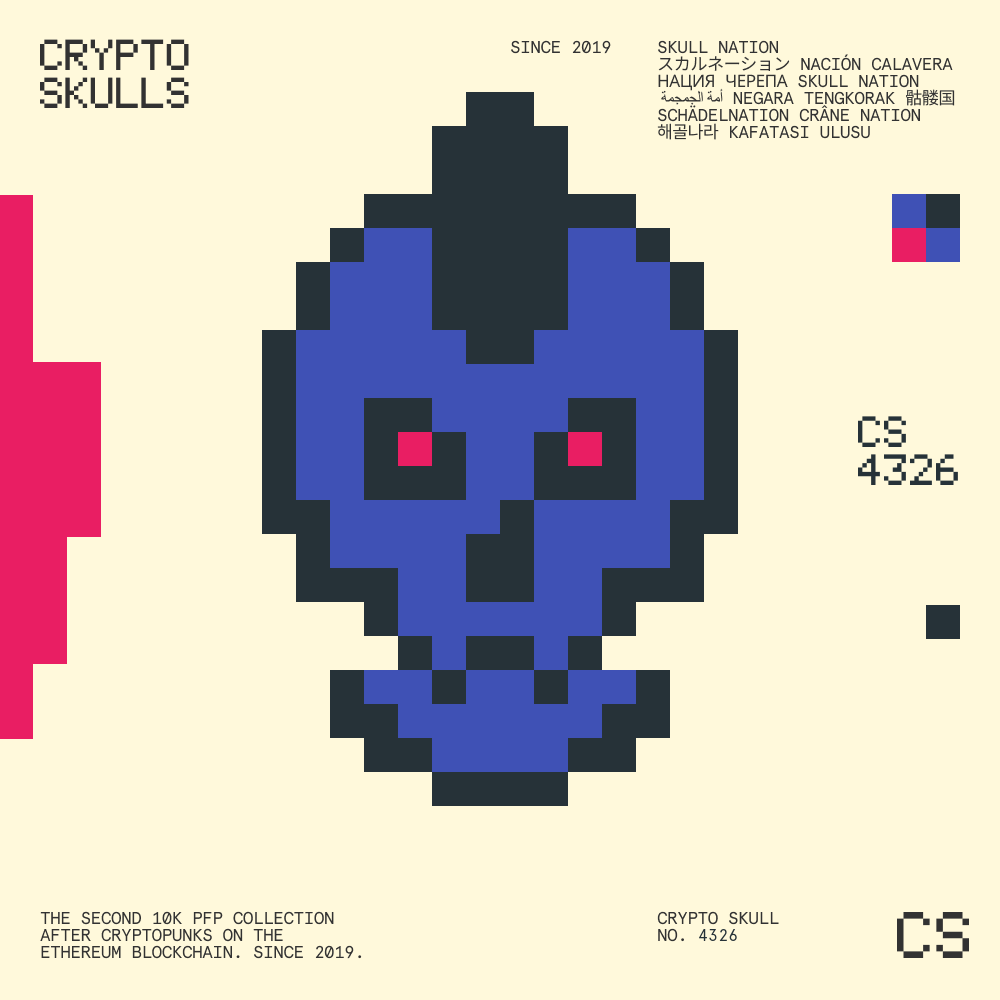 CRYPTO
SKULLS
SINCE 2019
SKULL NATION
スカルネーション NACIÓN CALAVERA
НАЦИЯ ЧЕРЕПА SKULL NATION
أمة الجمجمة NEGARA TENGKORAK 骷髅国
SCHÄDELNATION CRÂNE NATION
해골나라 KAFATASI ULUSU
CS
4326
THE SECOND 10K PFP COLLECTION
AFTER CRYPTOPUNKS ON THE
ETHEREUM BLOCKCHAIN. SINCE 2019.
CRYPTO SKULL
NO. 4326
CS